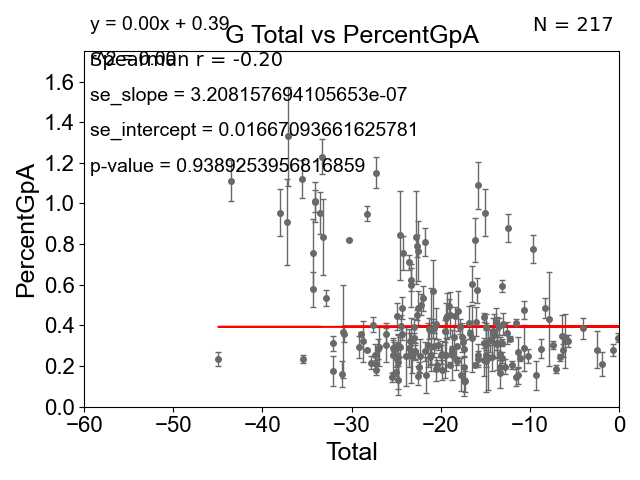 y = 0.00x + 0.39
N = 217
G Total vs PercentGpA
Spearman r = -0.20
se_slope = 3.208157694105653e-07
se_intercept = 0.01667093661625781
p-value = 0.9389253956816859
PercentGpA
1.6
1.4
1.2
1.0
0.8
0.6
0.4
0.2
0.0
−60
−50
−40
−30
−20
−10
0
Total